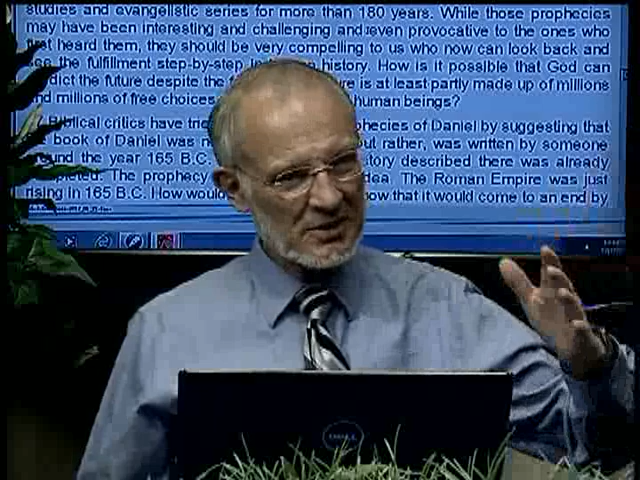 studies and evangelistic series for more than 180 years. While those prophecies
may have been interesting and challenging and even provocative to the ones who
first heard them, they should be very compelling to us who now can look back and
see the fulfillment step-by-step history. How is it possible that God can
predict the future despite the is at least partly made up of millions
and millions of free choices human beings?
Biblical critics have prophecies of Daniel by suggesting that
book of Daniel was but rather, was written by someone
around the year 165 B.C. story described there was already
The prophecy idea. The Roman Empire was just
rising in 165 B.C. How would know that it would come to an end by
DELL